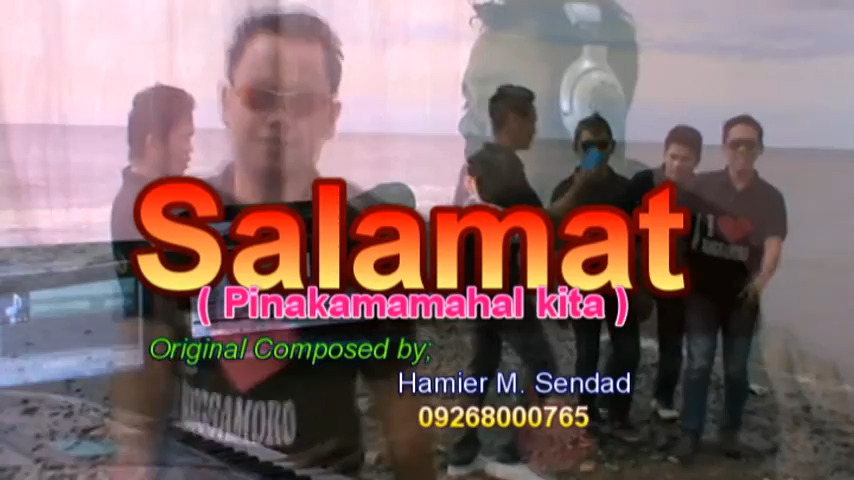 Salamat
( Pinakamamahal kita )
Original Composed by;
Hamier M. Sendad
09268000765
I